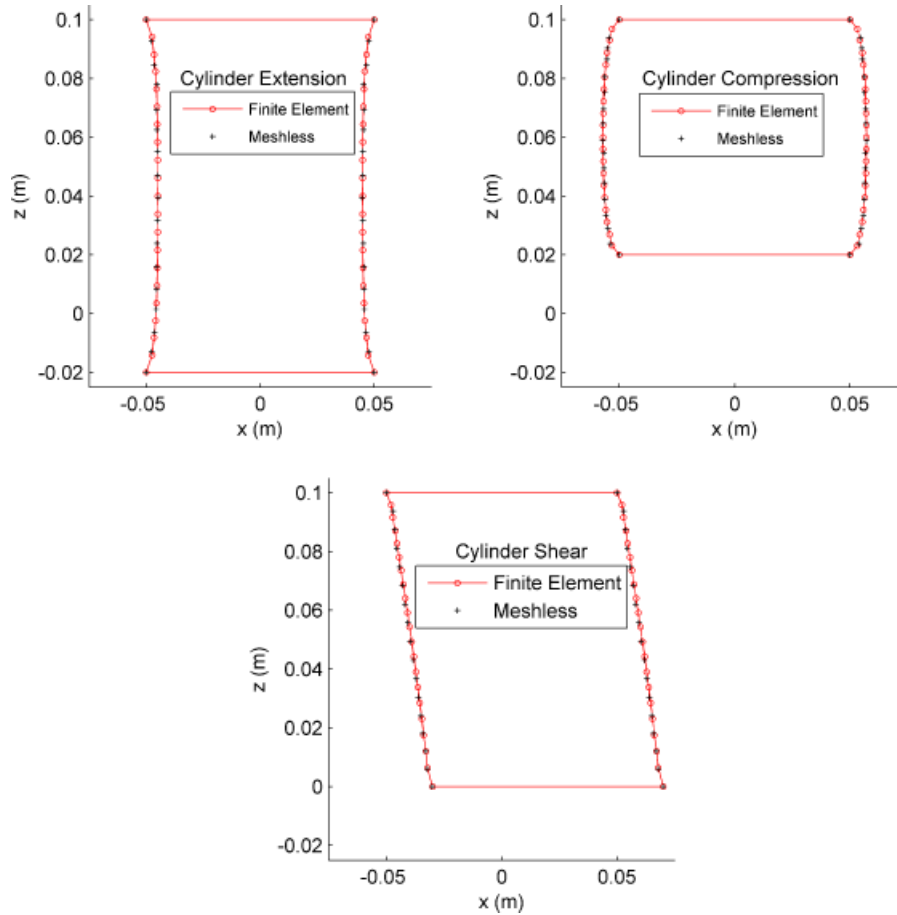 0.1
0.08
0.06
0.04
0.02
0
-0.02
z (m)
Cylinder Extension
Finite Element
Meshless
-0.05
0
0.05
x (m)
0.1
0.08
0.06
0.04
0.02
0
-0.02
z (m)
Cylinder Compression
Finite Element
Meshless
-0.05
0
0.05
x (m)
0.1
0.08
0.06
0.04
0.02
0
-0.02
z (m)
Cylinder Shear
Finite Element
Meshless
-0.05
0
0.05
x (m)